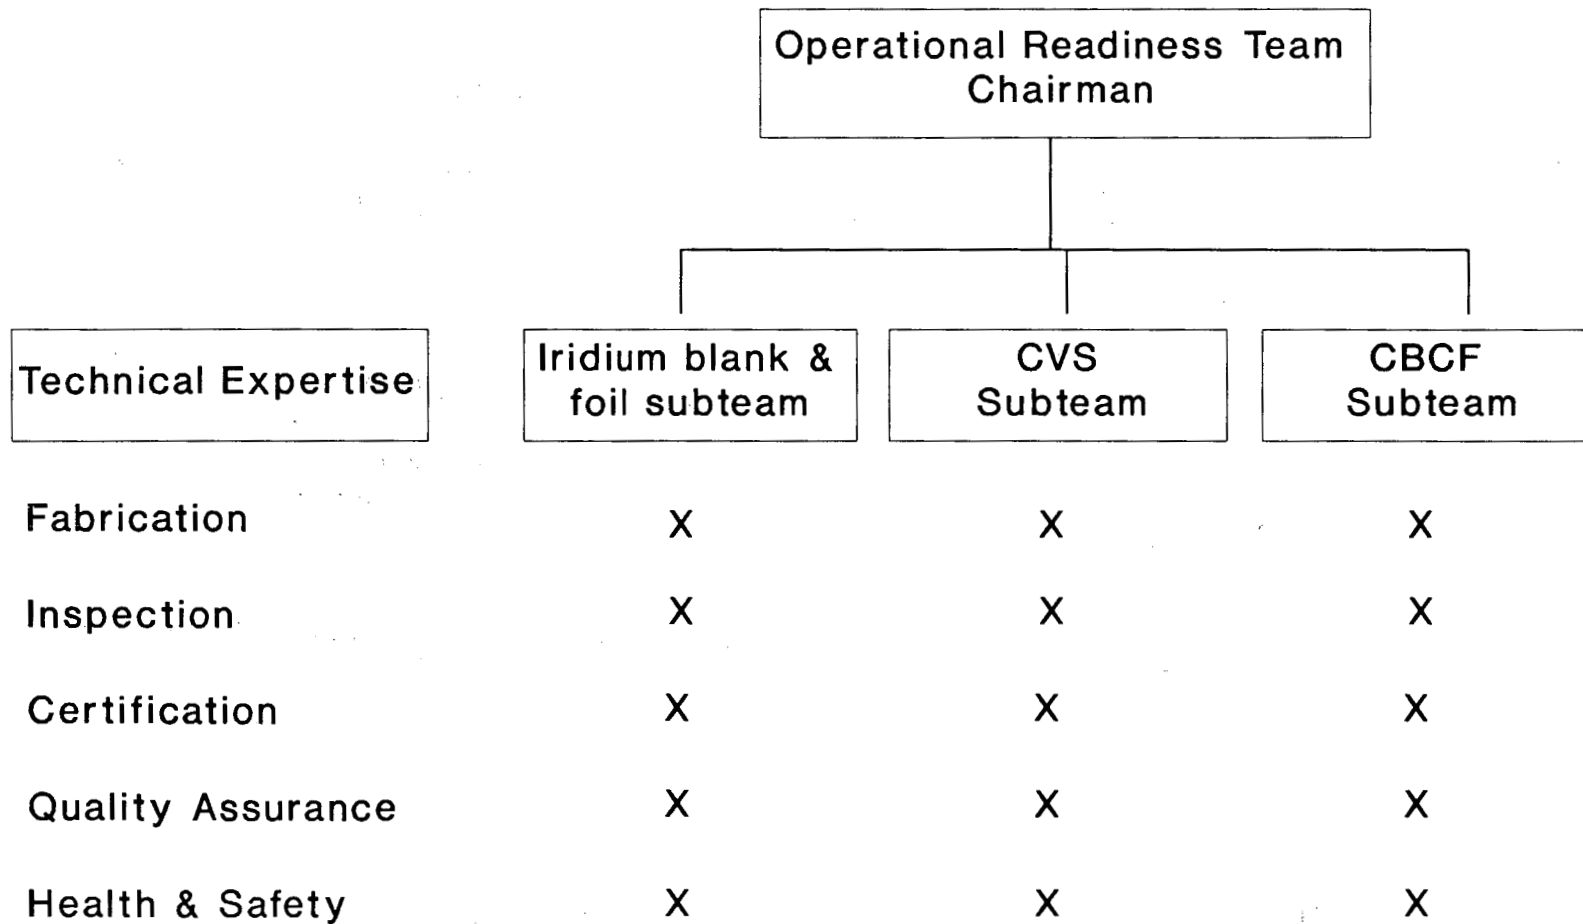 Operational Readiness Team
Chairman
Technical Expertise
Iridium blank &
foil subteam
CVS
Subteam
CBCF
Subteam
Fabrication X X X
Inspection X X X
Certification X X X
Quality Assurance X X X
Health & Safety X X X